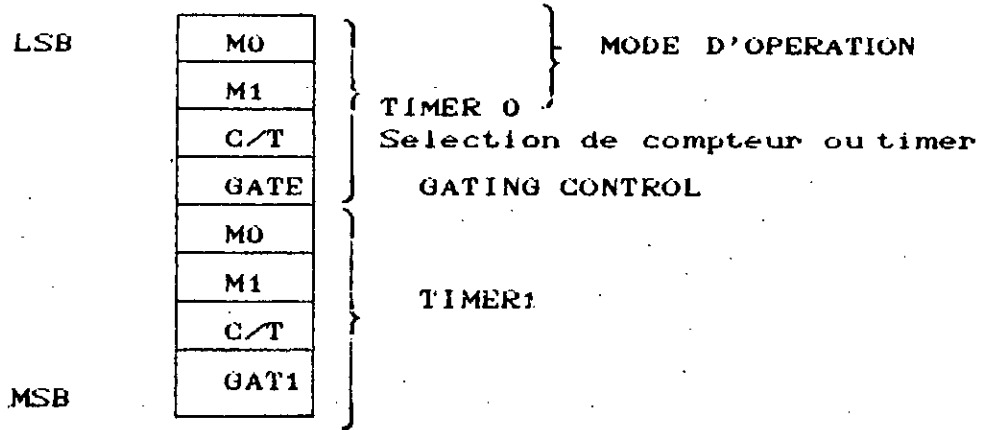 LSB M0 MODE D'OPERATION
M1
TIMER 0
C/T Selection de compteur ou timer
GATE GATING CONTROL
M0
M1
TIMER1
C/T
GAT1
MSB